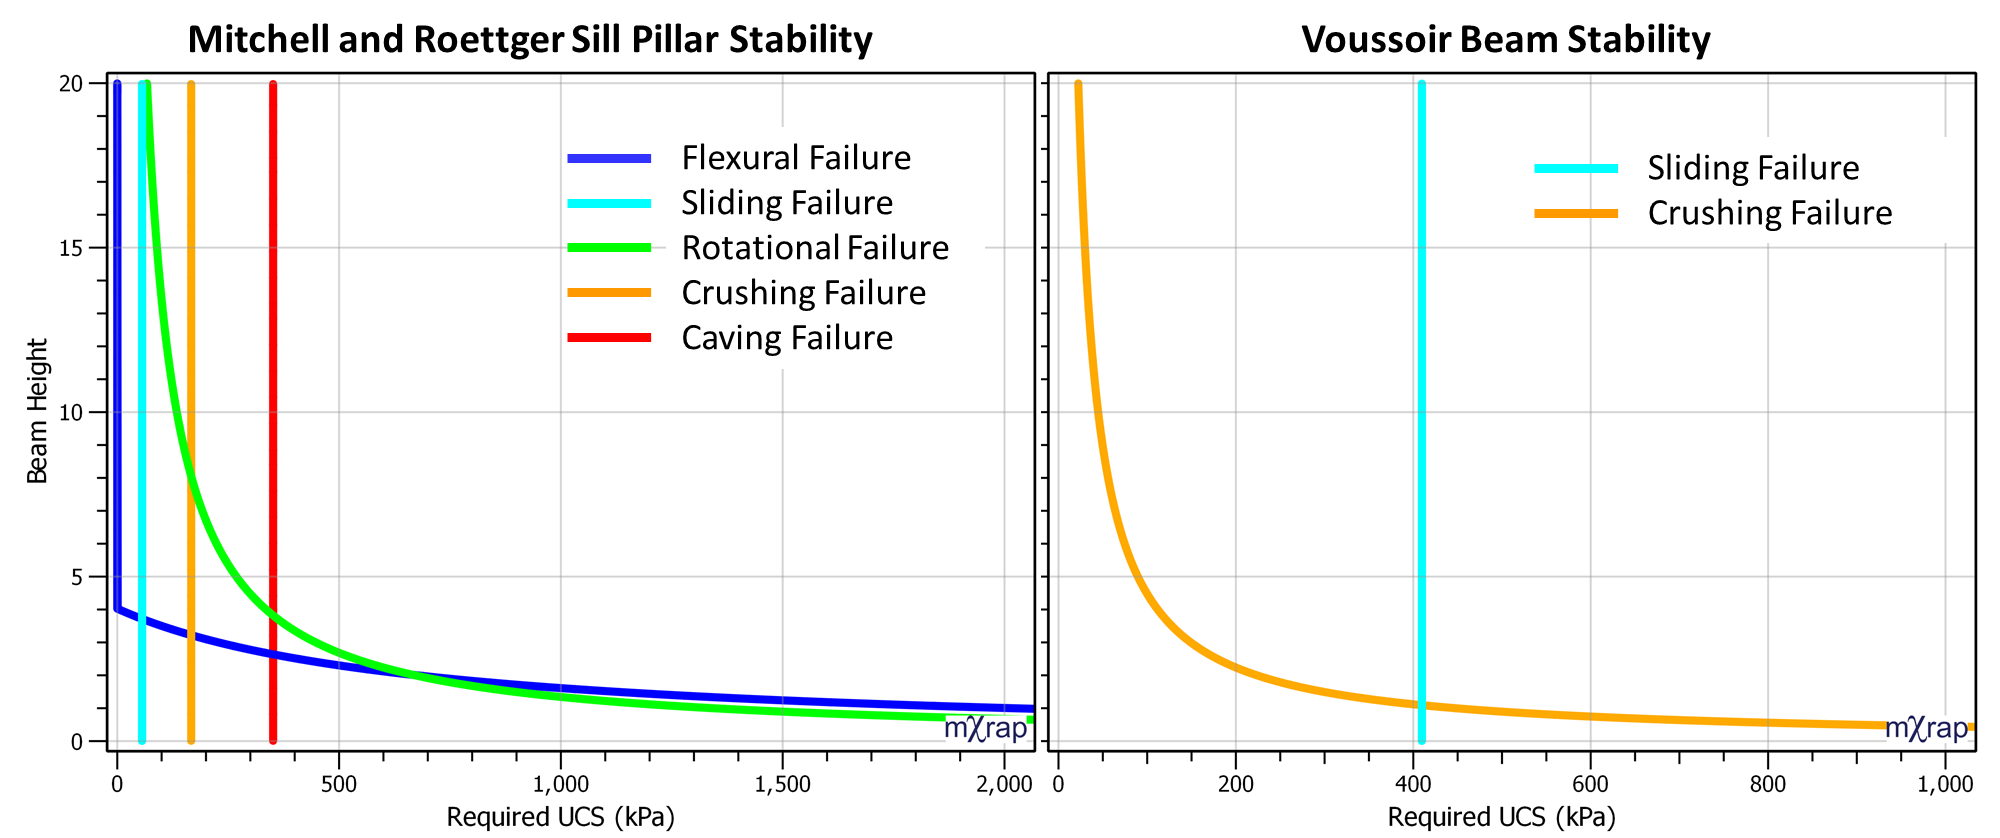 Mitchell and Roettger Sill Pillar Stability
Voussoir Beam Stability
20
15
10
5
0
Beam Height
Flexural Failure
Sliding Failure
Rotational Failure
Crushing Failure
Caving Failure
mχrap
0 500 1,000 1,500 2,000
Required UCS (kPa)
Sliding Failure
Crushing Failure
mχrap
0 200 400 600 800 1,000
Required UCS (kPa)